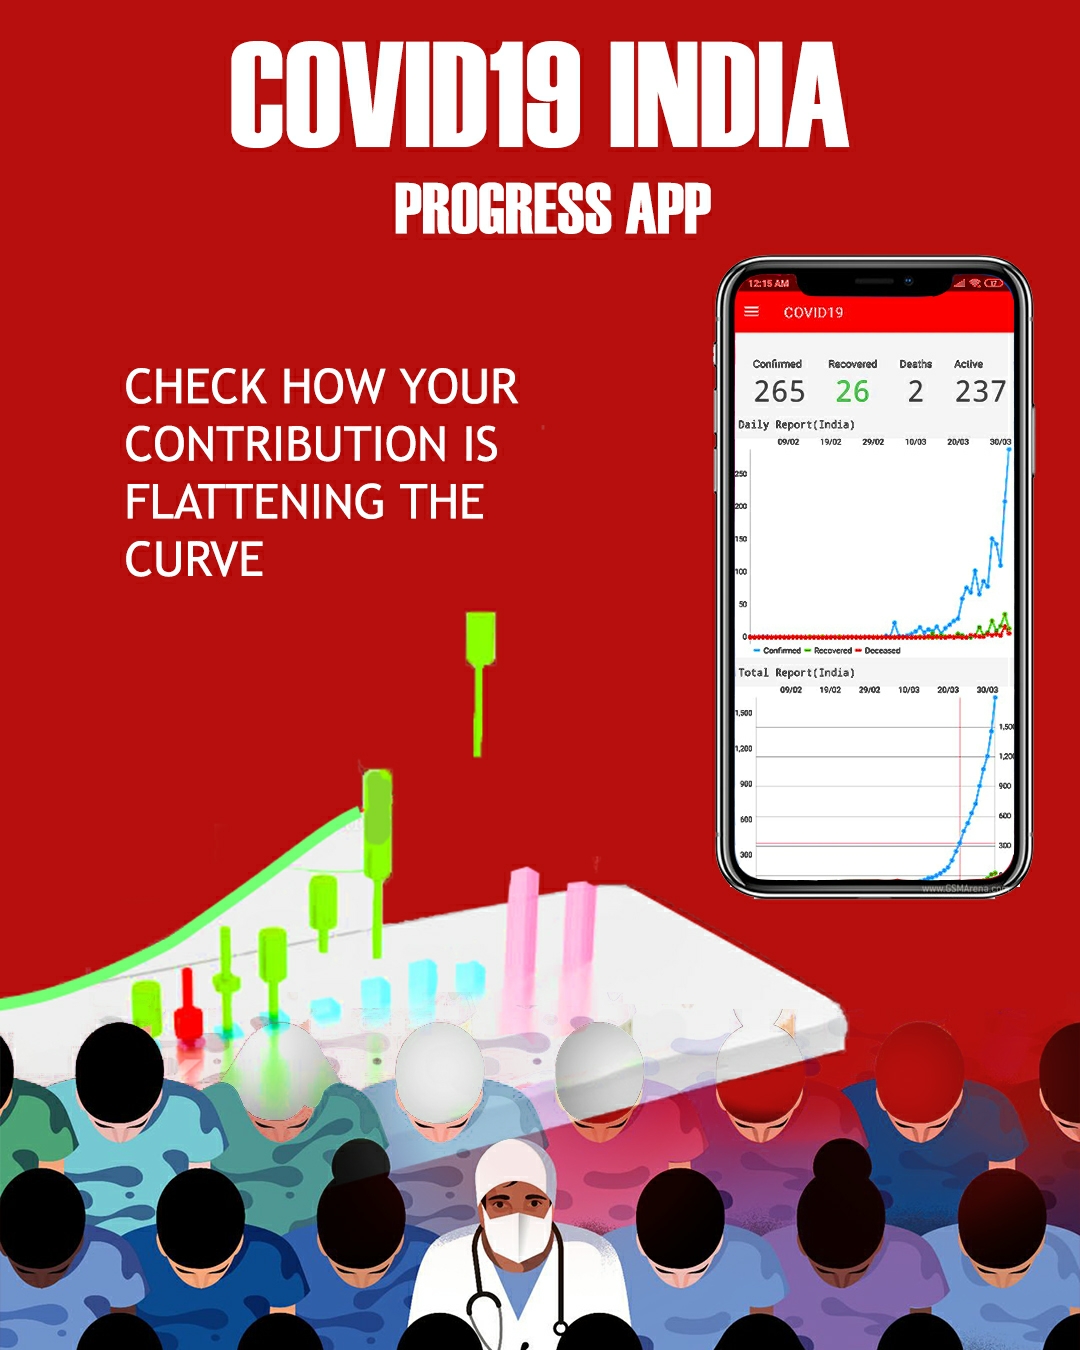 COVID19 INDIA
PROGRESS APP
CHECK HOW YOUR
CONTRIBUTION IS
FLATTENING THE
CURVE
12:15 AM 17
COVID19
Confirmed Recovered Deaths Active
265 26 2 237
Daily Report(India)
09/02 19/02 29/02 10/03 20/03 30/03
250
200
150
100
50
0
Confirmed Recovered Deceased
Total Report(India)
09/02 19/02 29/02 10/03 20/03 30/03
1,500 1,500
1,200 1,200
900 900
600 600
300 300
www.GSMArena.com